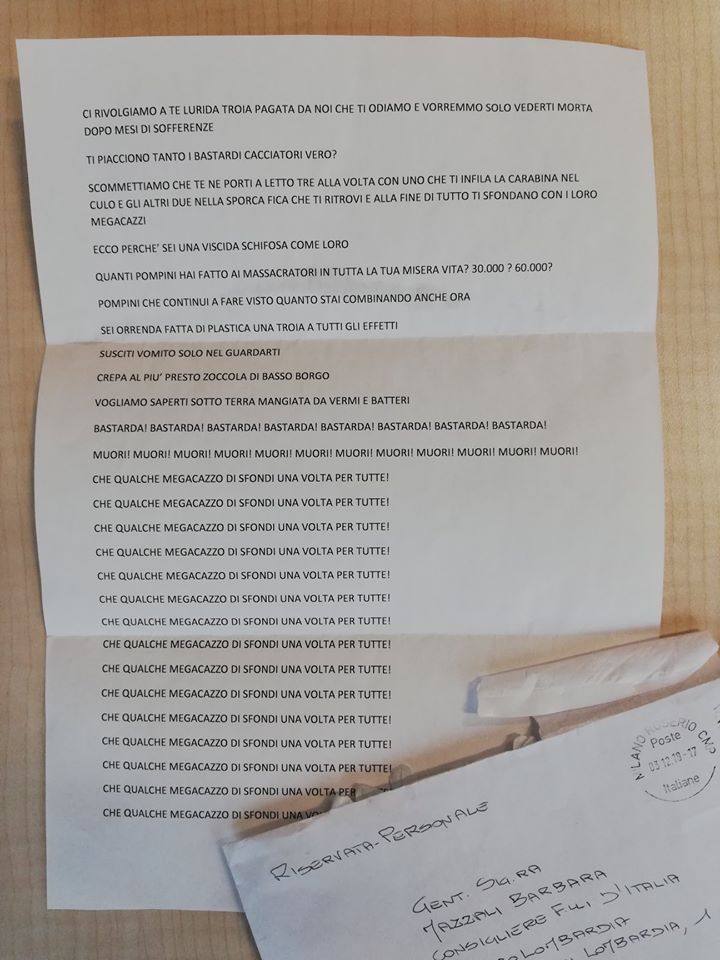 CI RIVOLGIAMO A TE LURIDA TROIA PAGATA DA NOI CHE TI ODIAMO E VORREMMO SOLO VEDERTI MORTA
DOPO MESI DI SOFFERENZE
TI PIACCIONO TANTO I BASTARDI CACCIATORI VERO?
SCOMMETTIAMO CHE TE NE PORTI A LETTO TRE ALLA VOLTA CON UNO CHE TI INFILA LA CARABINA NEL
CULO E GLI ALTRI DUE NELLA SPORCA FICA CHE TI RITROVI E ALLA FINE DI TUTTO TI SFONDANO CON I LORO
MEGACAZZI
ECCO PERCHE' SEI UNA VISCIDA SCHIFOSA COME LORO
QUANTI POMPINI HAI FATTO AI MASSACRATORI IN TUTTA LA TUA MISERA VITA? 30.000 ? 60.000?
POMPINI CHE CONTINUI A FARE VISTO QUANTO STAI COMBINANDO ANCHE ORA
SEI ORRENDA FATTA DI PLASTICA UNA TROIA A TUTTI GLI EFFETTI
SUSCITI VOMITO SOLO NEL GUARDARTI
CREPA AL PIU' PRESTO ZOCCOLA DI BASSO BORGO
VOGLIAMO SAPERTI SOTTO TERRA MANGIATA DA VERMI E BATTERI
BASTARDA! BASTARDA! BASTARDA! BASTARDA! BASTARDA! BASTARDA! BASTARDA! BASTARDA!
MUORI! MUORI! MUORI! MUORI! MUORI! MUORI! MUORI! MUORI! MUORI! MUORI! MUORI! MUORI!
CHE QUALCHE MEGACAZZO DI SFONDI UNA VOLTA PER TUTTE!
CHE QUALCHE MEGACAZZO DI SFONDI UNA VOLTA PER TUTTE!
CHE QUALCHE MEGACAZZO DI SFONDI UNA VOLTA PER TUTTE!
CHE QUALCHE MEGACAZZO DI SFONDI UNA VOLTA PER TUTTE!
CHE QUALCHE MEGACAZZO DI SFONDI UNA VOLTA PER TUTTE!
CHE QUALCHE MEGACAZZO DI SFONDI UNA VOLTA PER TUTTE!
CHE QUALCHE MEGACAZZO DI SFONDI UNA VOLTA PER TUTTE!
CHE QUALCHE MEGACAZZO DI SFONDI UNA VOLTA PER TUTTE!
CHE QUALCHE MEGACAZZO DI SFONDI UNA VOLTA PER TUTTE!
CHE QUALCHE MEGACAZZO DI SFONDI UNA VOLTA PER TUTTE!
CHE QUALCHE MEGACAZZO DI SFONDI UNA VOLTA PER TUTTE!
CHE QUALCHE MEGACAZZO DI SFONDI UNA VOLTA PER TUTTE!
CHE QUALCHE MEGACAZZO DI SFONDI UNA VOLTA PER TUTTE!
CHE QUALCHE MEGACAZZO DI SFONDI UNA VOLTA PER
CHE QUALCHE MEGACAZZO DI SFONDI UNA
MILANO ROSERIO CMP
Poste
03.12.18-17
Italiane
RISERVATA-PERSONALE
GENT. SIG.RA
MAZZALI BARBARA
CONSIGLIERE F.LLI D'ITALIA
LOMBARDIA
LOMBARDIA, 1